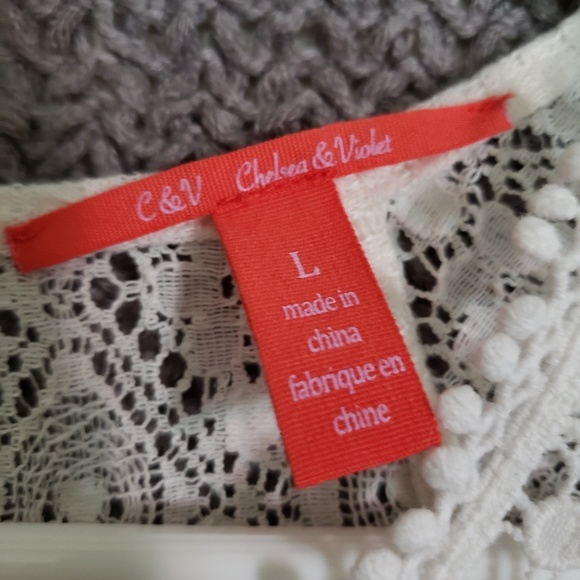 C & V Chelsea & Violet
L
made in
china
fabrique en
chine